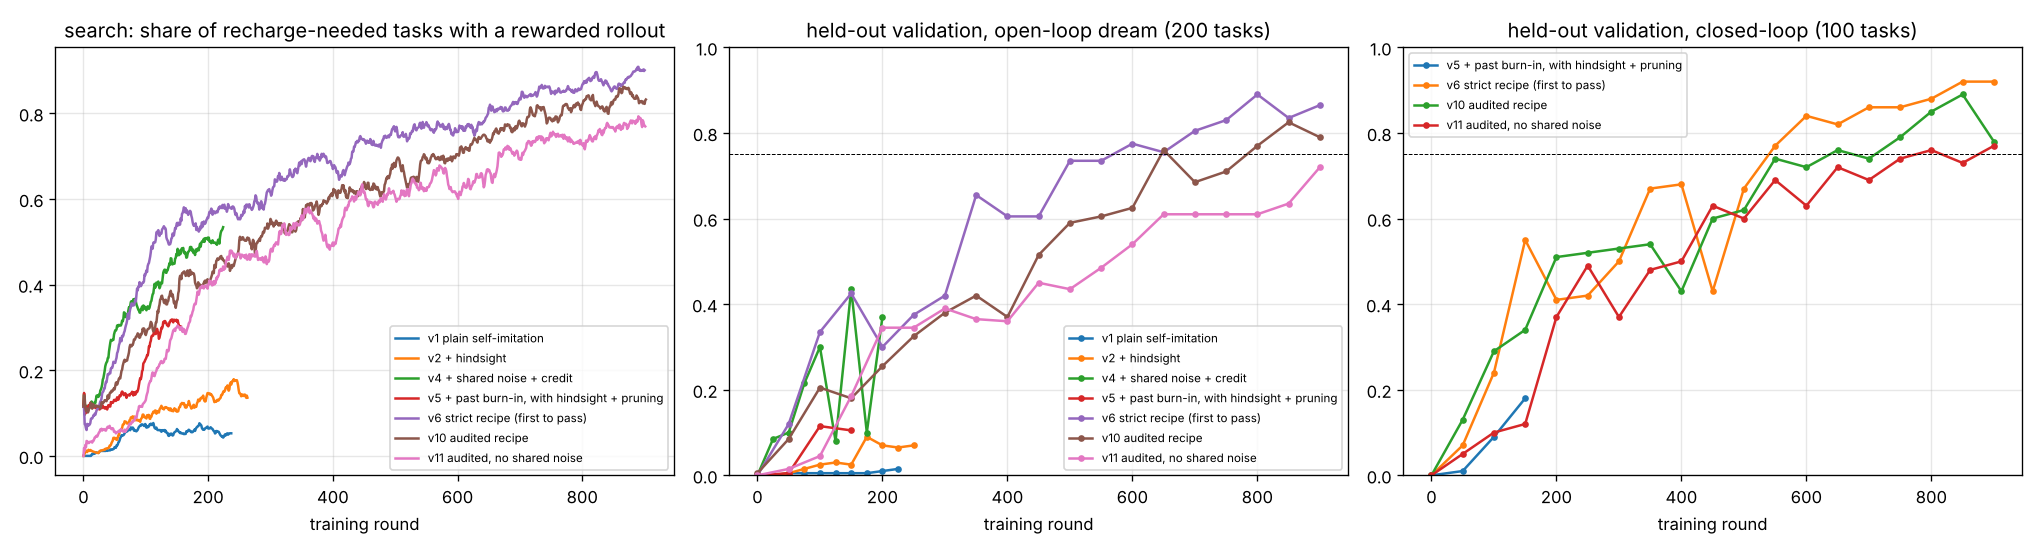 search: share of recharge-needed tasks with a rewarded rollout
0.8
0.6
0.4
0.2
0.0
0
200
400
600
800
training round
v1 plain self-imitation
v2 + hindsight
v4 + shared noise + credit
v5 + past burn-in, with hindsight + pruning
v6 strict recipe (first to pass)
v10 audited recipe
v11 audited, no shared noise
held-out validation, open-loop dream (200 tasks)
1.0
0.8
0.6
0.4
0.2
0.0
0
200
400
600
800
training round
v1 plain self-imitation
v2 + hindsight
v4 + shared noise + credit
v5 + past burn-in, with hindsight + pruning
v6 strict recipe (first to pass)
v10 audited recipe
v11 audited, no shared noise
held-out validation, closed-loop (100 tasks)
1.0
0.8
0.6
0.4
0.2
0.0
0
200
400
600
800
training round
v5 + past burn-in, with hindsight + pruning
v6 strict recipe (first to pass)
v10 audited recipe
v11 audited, no shared noise